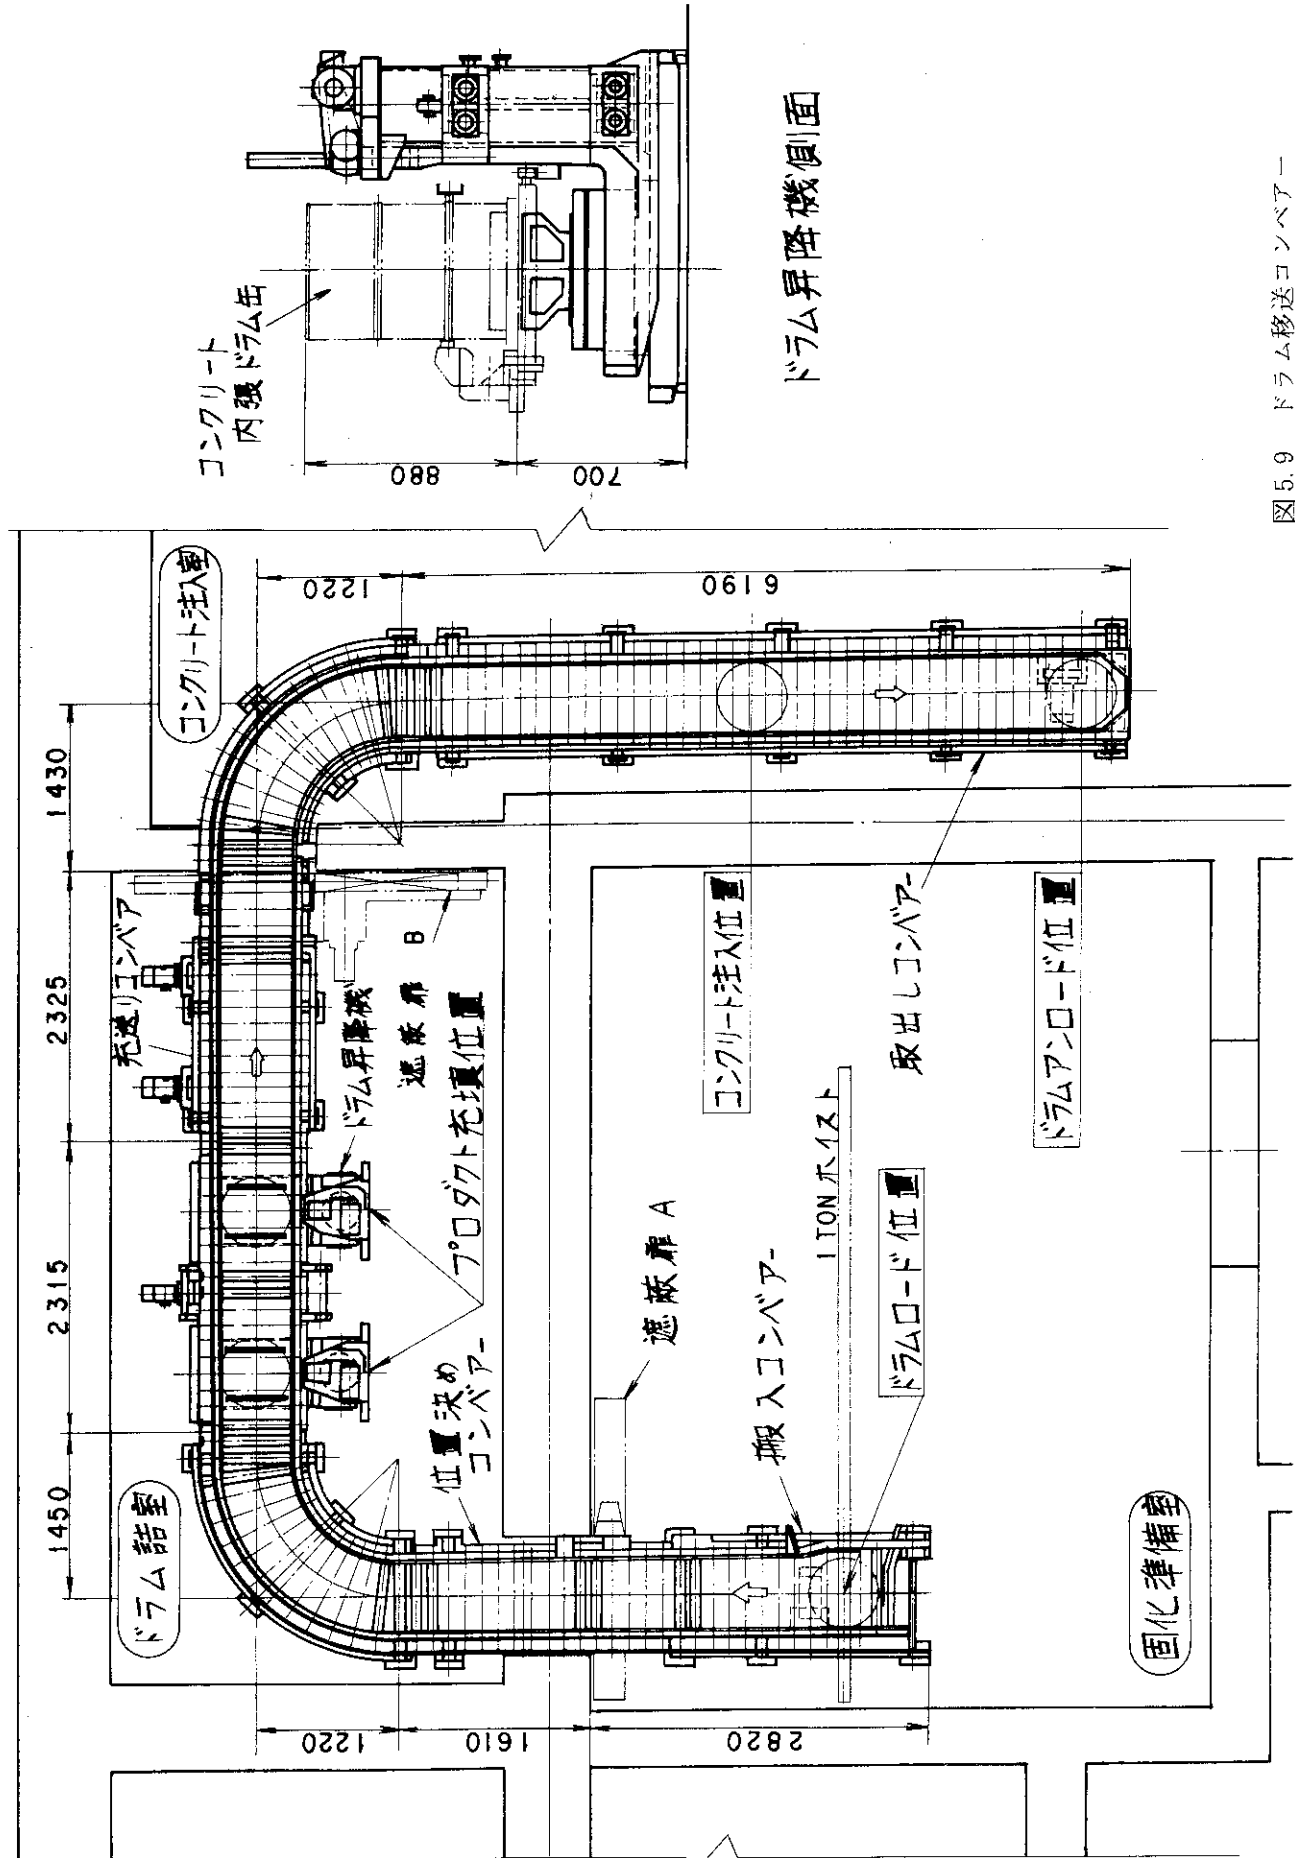 コンクリート
内張ドラム缶
880
700
ドラム昇降機側面
コンクリート注入室
1220
6190
1430
2325
2315
1450
充送りコンベア
ドラム昇降機
遮蔽扉 B
プロダクト充填位置
位置決め
コンベアー
ドラム詰室
1220
1610
2820
コンクリート注入位置
取出しコンベアー
ドラムアンロード位置
1TONホイスト
遮蔽扉 A
搬入コンベアー
ドラムロード位置
固化準備室
図5.9 ドラム移送コンベアー